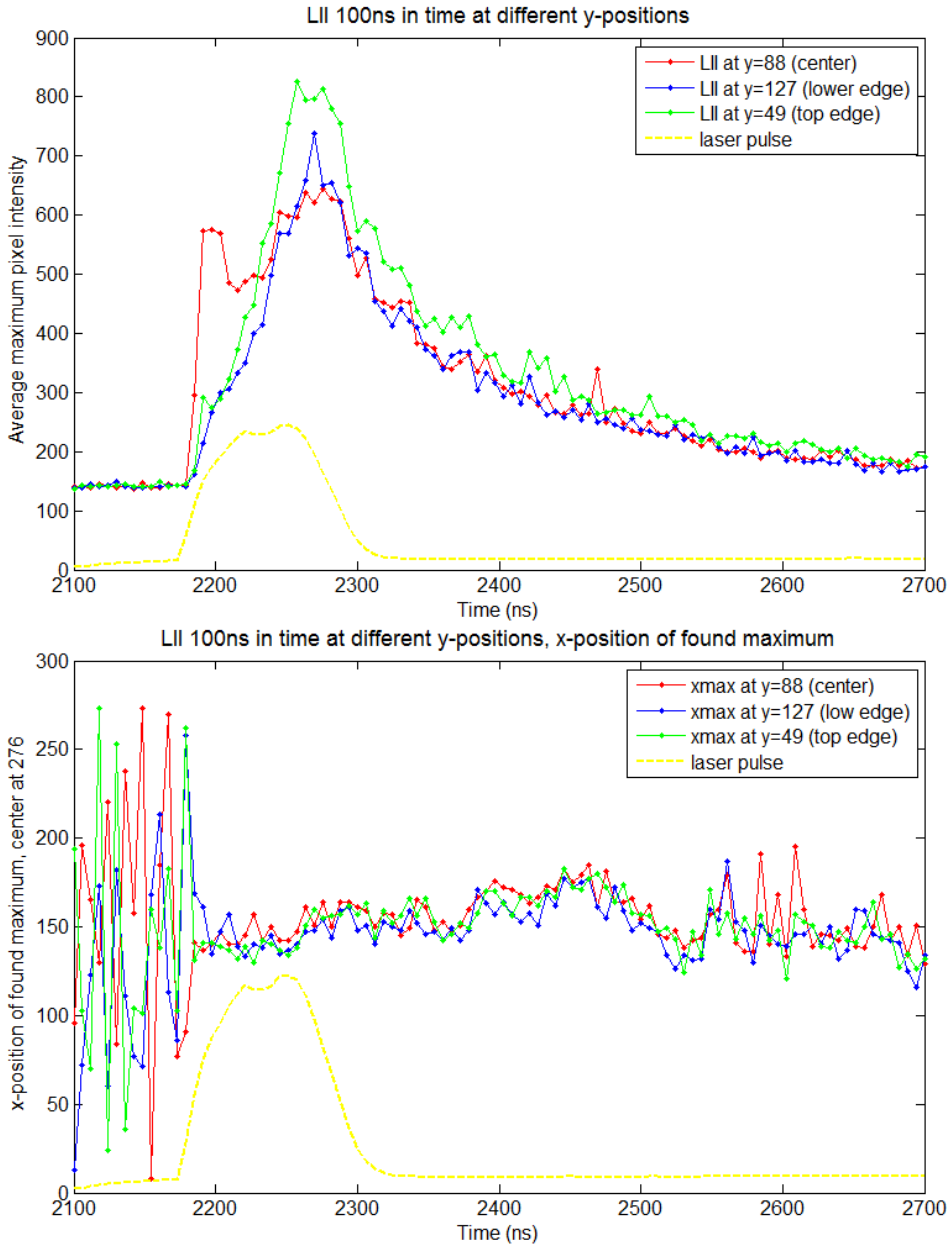 LII 100ns in time at different y-positions
900
800
700
600
500
400
300
200
100
0
Average maximum pixel intensity
LII at y=88 (center)
LII at y=127 (lower edge)
LII at y=49 (top edge)
laser pulse
2100 2200 2300 2400 2500 2600 2700
Time (ns)
LII 100ns in time at different y-positions, x-position of found maximum
300
250
200
150
100
50
0
x-position of found maximum, center at 276
xmax at y=88 (center)
xmax at y=127 (low edge)
xmax at y=49 (top edge)
laser pulse
2100 2200 2300 2400 2500 2600 2700
Time (ns)